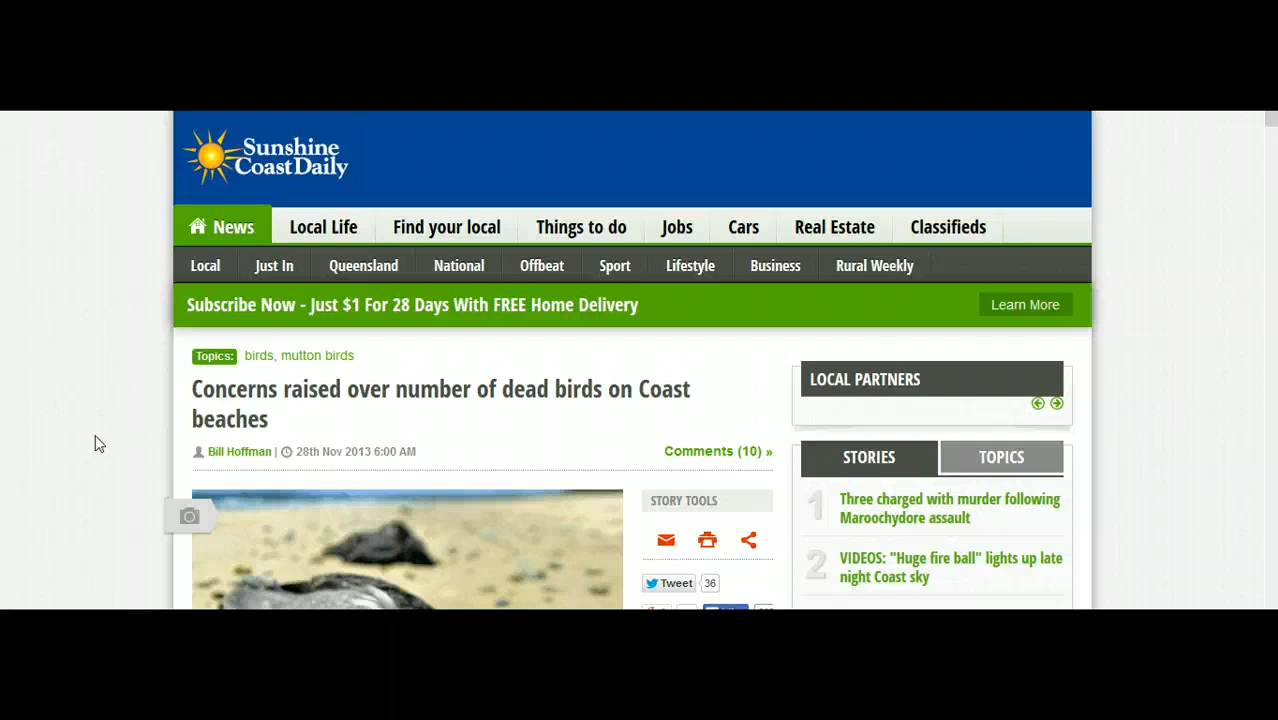 Sunshine
CoastDaily
News Local Life Find your local Things to do Jobs Cars Real Estate Classifieds
Local Just In Queensland National Offbeat Sport Lifestyle Business Rural Weekly
Subscribe Now - Just $1 For 28 Days With FREE Home Delivery Learn More
Topics: birds, mutton birds
Concerns raised over number of dead birds on Coast
beaches
Bill Hoffman | 28th Nov 2013 6:00 AM
Comments (10) »
STORY TOOLS
Tweet 36
LOCAL PARTNERS
STORIES TOPICS
1 Three charged with murder following
Maroochydore assault
2 VIDEOS: "Huge fire ball" lights up late
night Coast sky